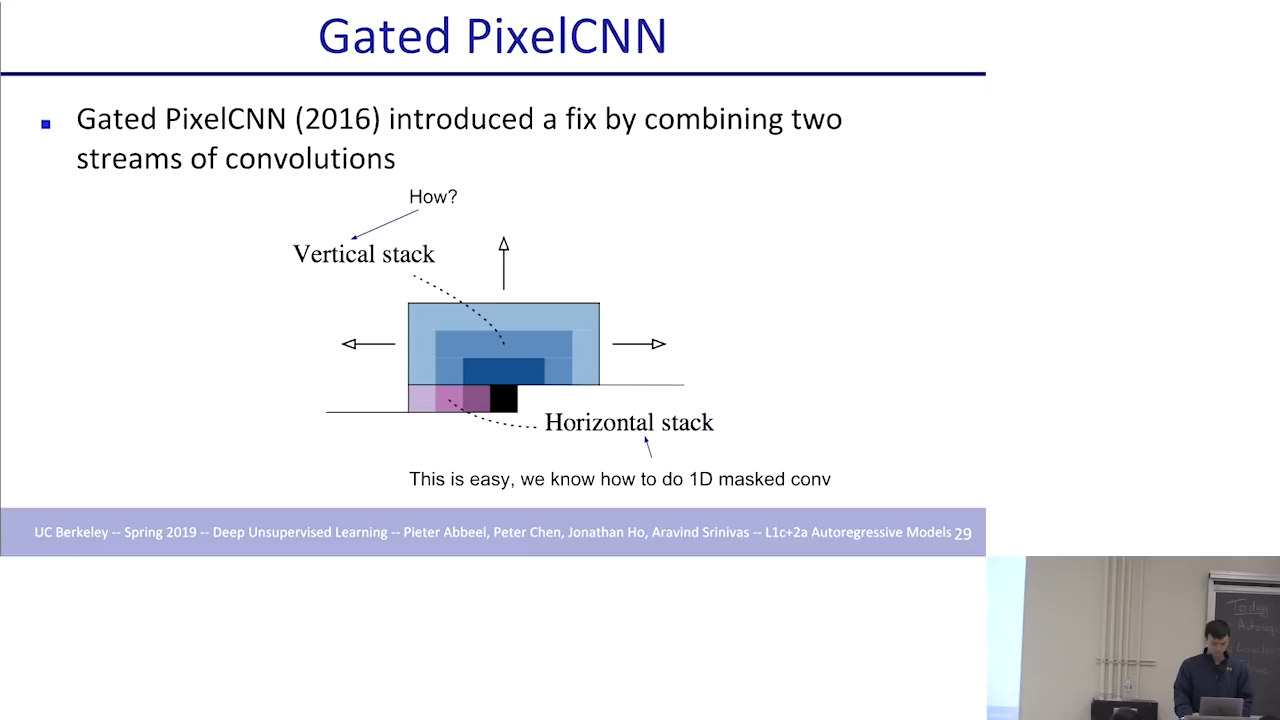 Gated PixelCNN
Gated PixelCNN (2016) introduced a fix by combining two
streams of convolutions
How?
Vertical stack
Horizontal stack
This is easy, we know how to do 1D masked conv
UC Berkeley -- Spring 2019 -- Deep Unsupervised Learning -- Pieter Abbeel, Peter Chen, Jonathan Ho, Aravind Srinivas -- L1c+2a Autoregressive Models 29
Today